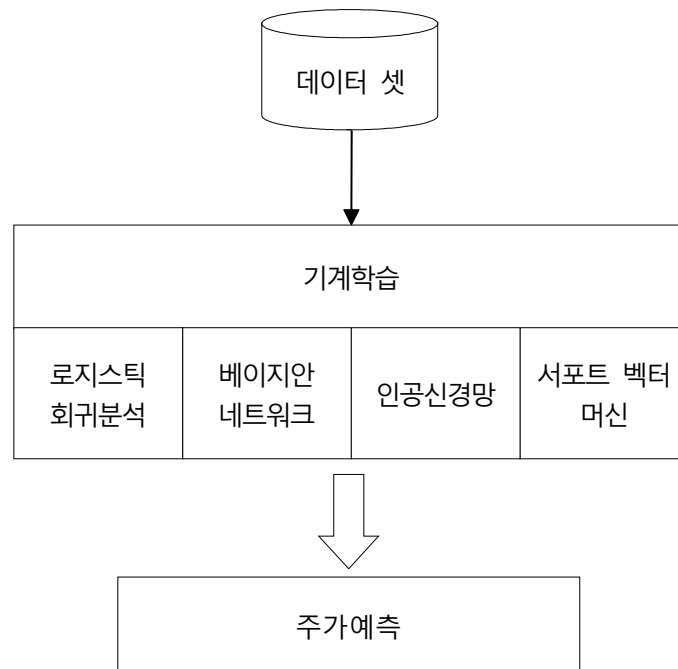 데이터 셋
기계학습
로지스틱
회귀분석
베이지안
네트워크
인공신경망
서포트 벡터
머신
주가예측